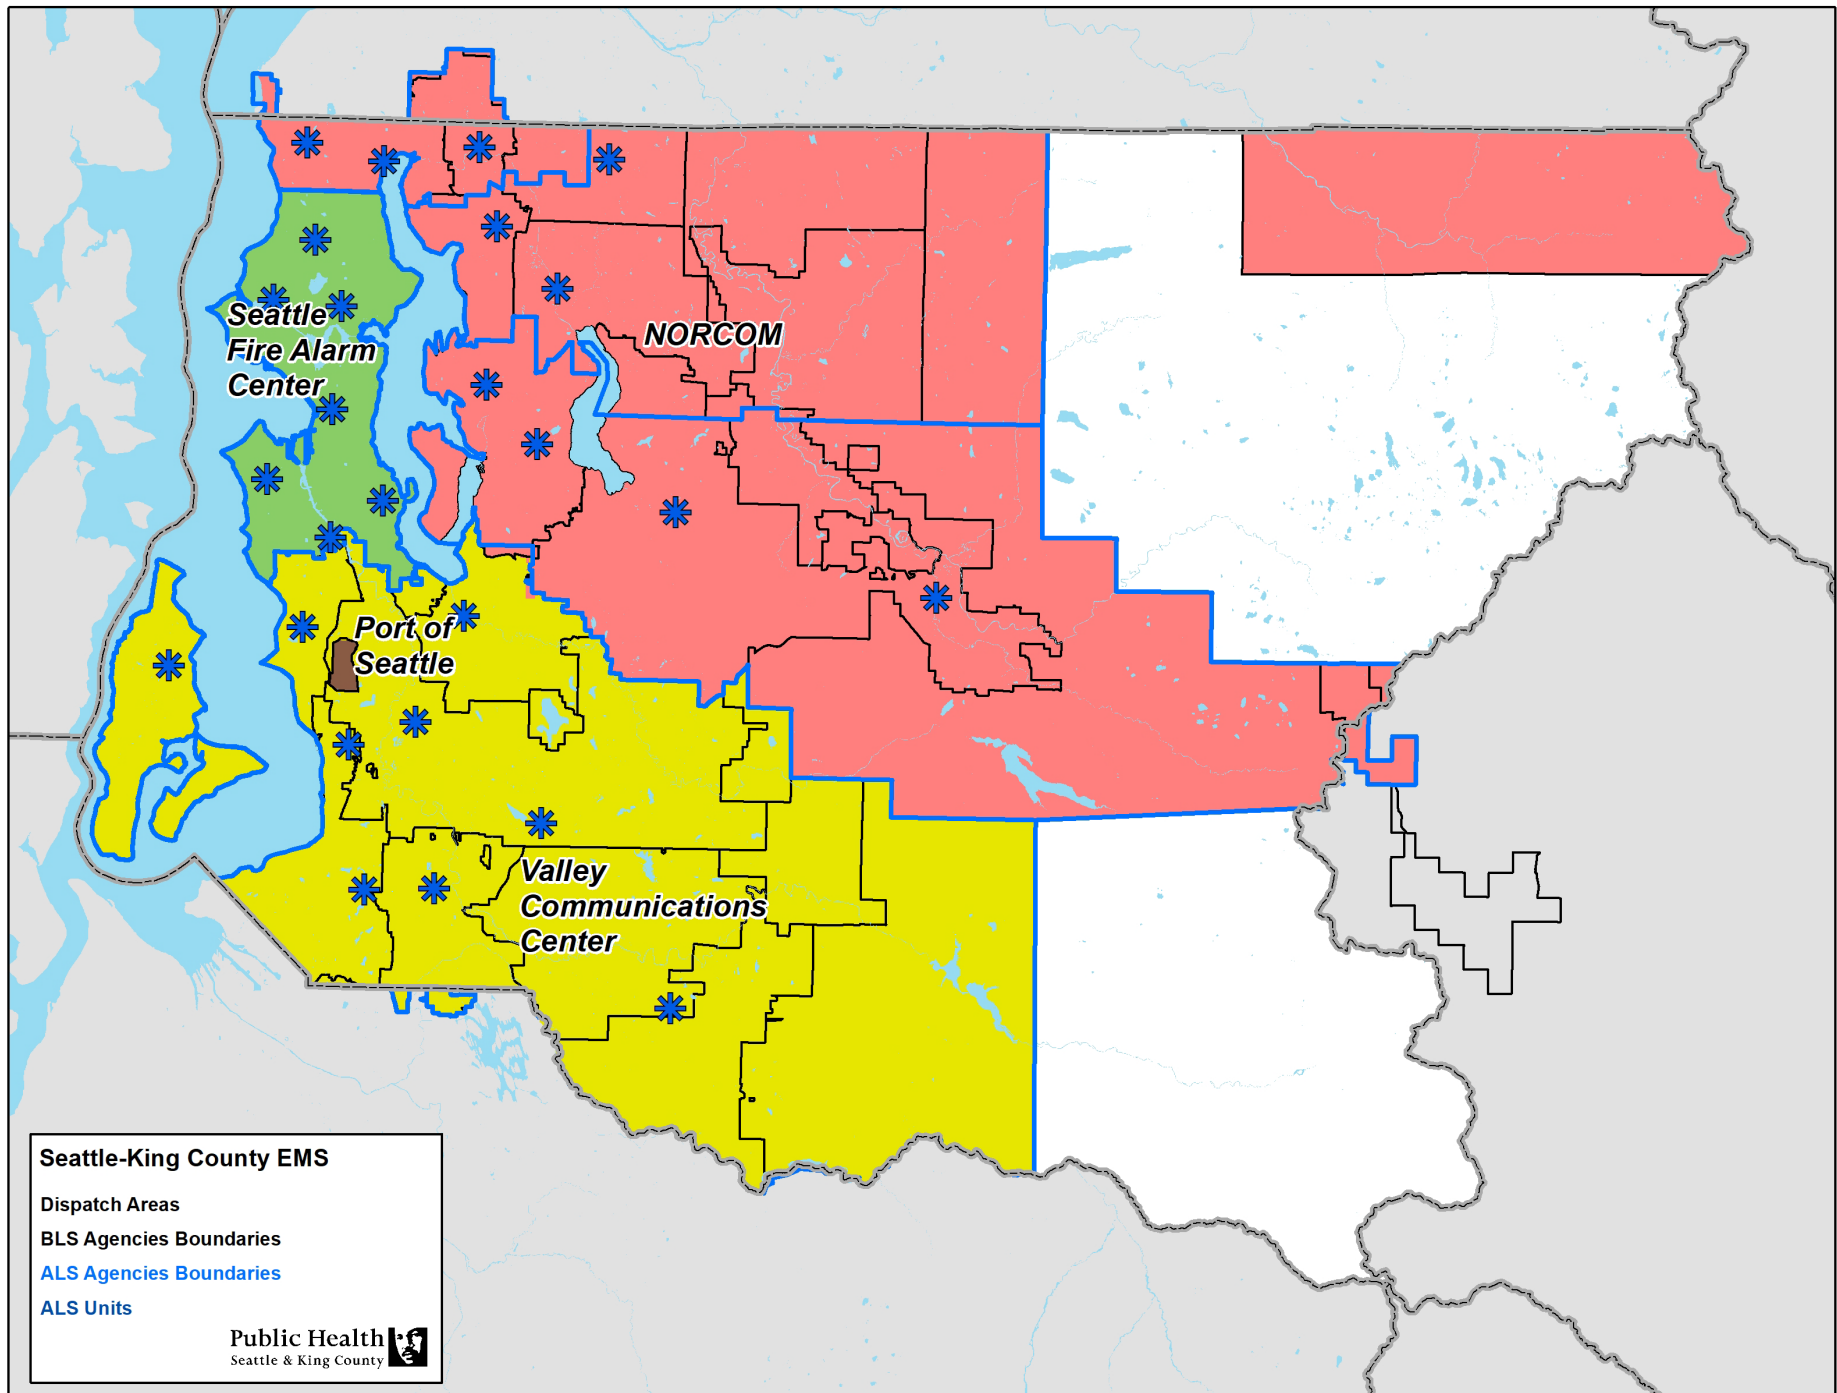 NORCOM
Seattle
Fire Alarm
Center
Port of
Seattle
Valley
Communications
Center
Seattle-King County EMS
Dispatch Areas
BLS Agencies Boundaries
ALS Agencies Boundaries
ALS Units
Public Health
Seattle & King County